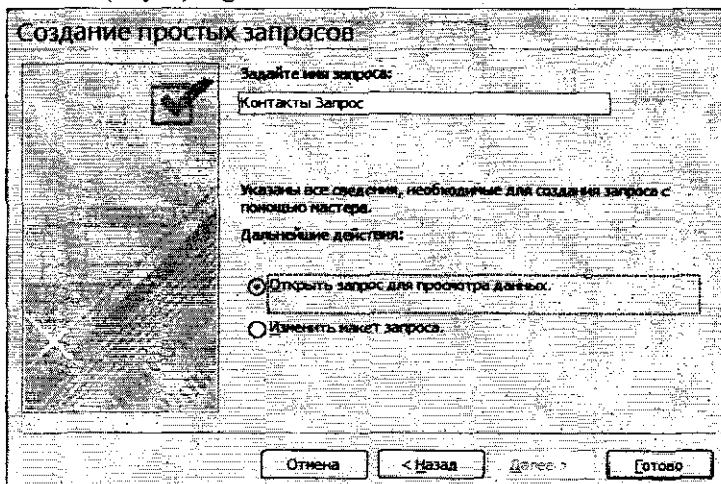 Создание простых запросов
Задайте имя запроса:
Контакты Запрос
Указаны все сведения, необходимые для создания запроса с
помощью мастера.
Дальнейшие действия:
Открыть запрос для просмотра данных.
Изменить макет запроса.
Отмена
< Назад
Далее >
Готово